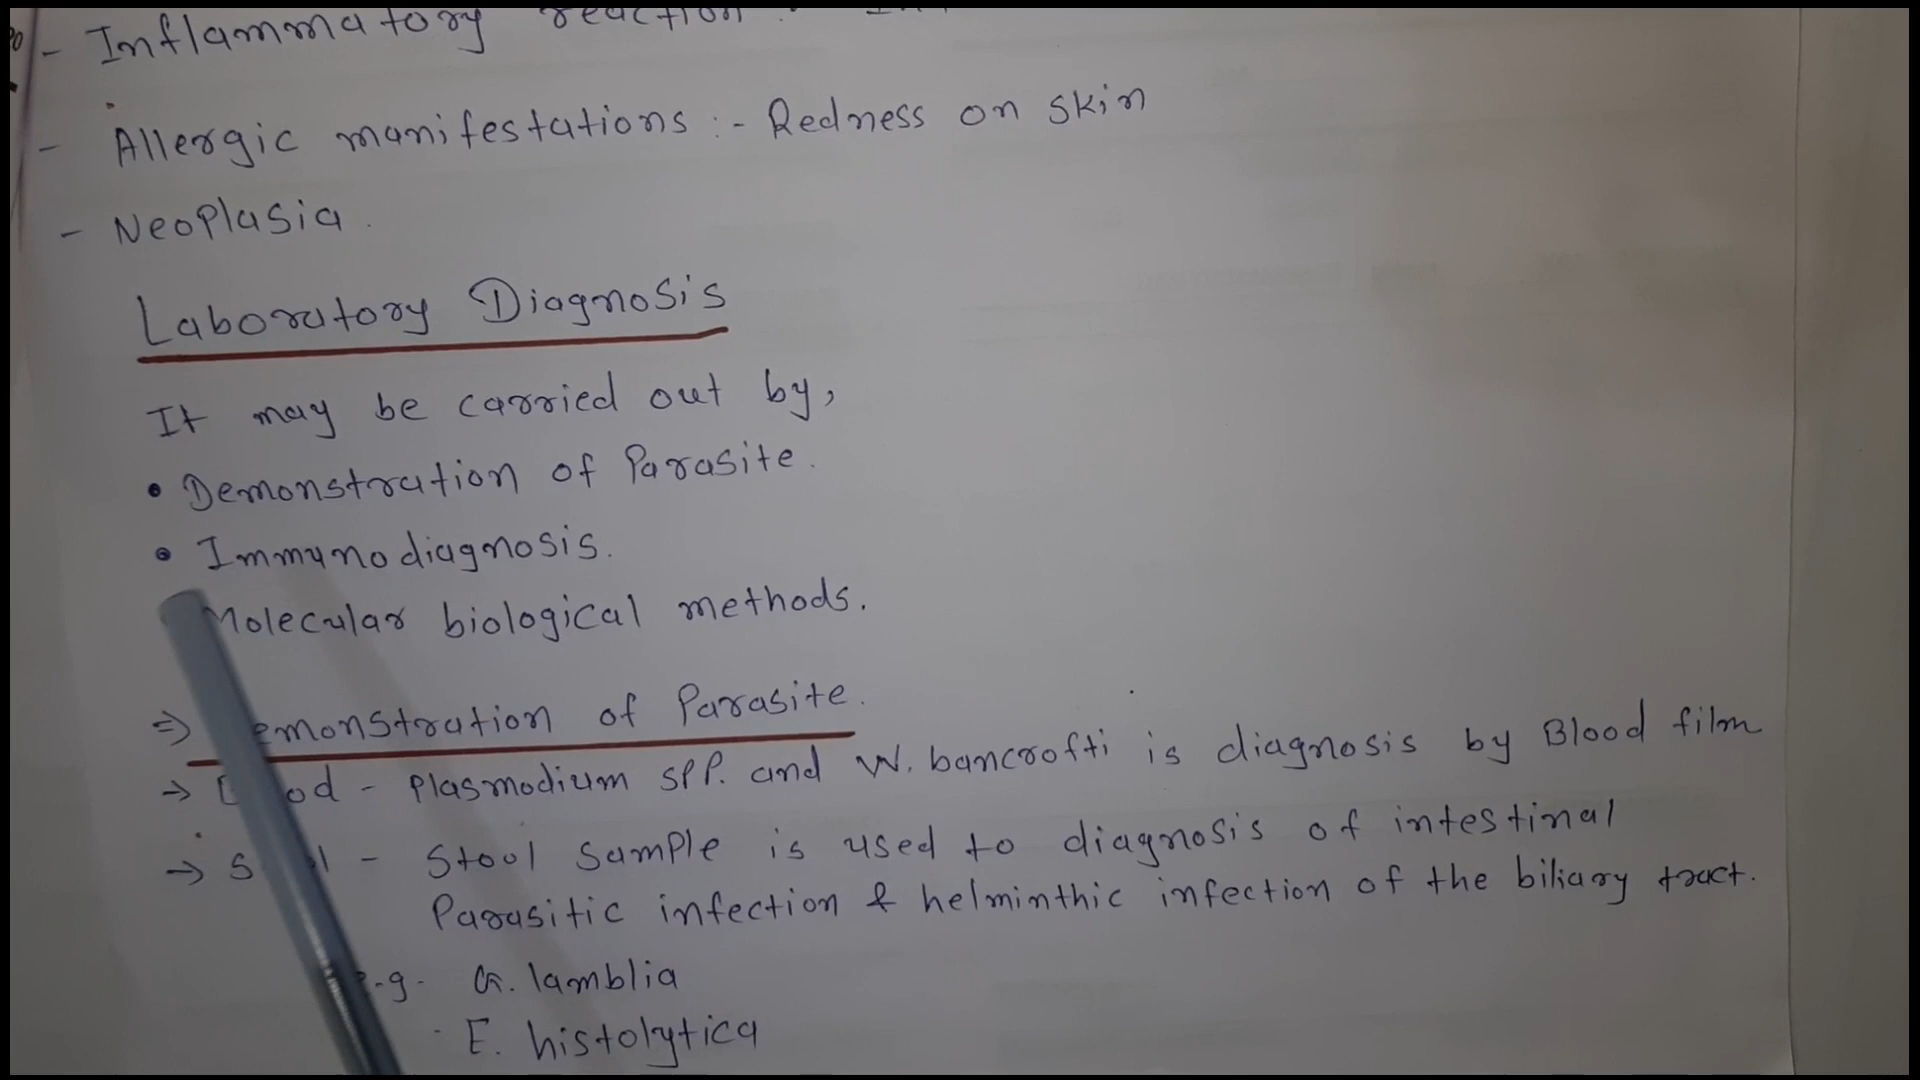 - Inflammatory reaction :-
- Allergic manifestations :- Redness on skin
- Neoplasia.
Laboratory Diagnosis
It may be carried out by,
• Demonstration of Parasite.
• Immunodiagnosis.
Molecular biological methods.
⇒ emonstration of Parasite.
→ od - Plasmodium SPP. and W. bancrofti is diagnosis by Blood film
→ S l - Stool Sample is used to diagnosis of intestinal
Parasitic infection & helminthic infection of the biliary tract.
e.g. G. lamblia
E. histolytica